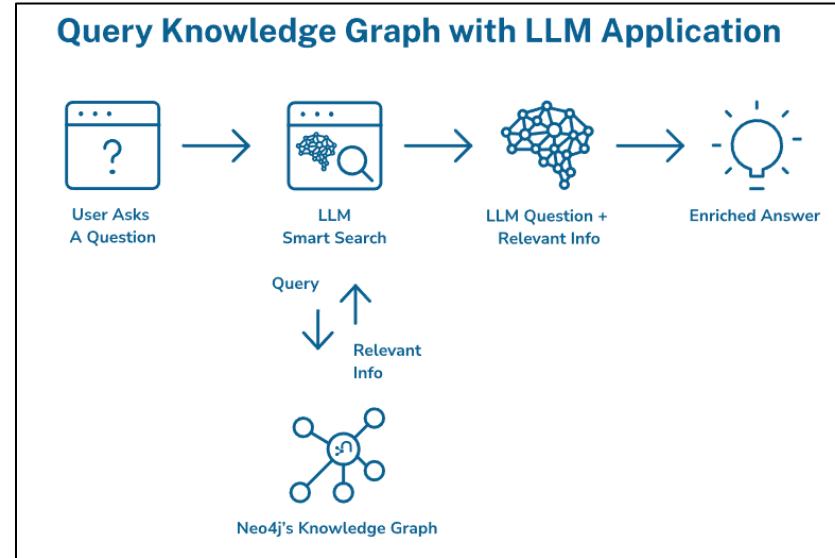 Query Knowledge Graph with LLM Application
User Asks
A Question
LLM
Smart Search
LLM Question +
Relevant Info
Enriched Answer
Query
Relevant
Info
Neo4j's Knowledge Graph